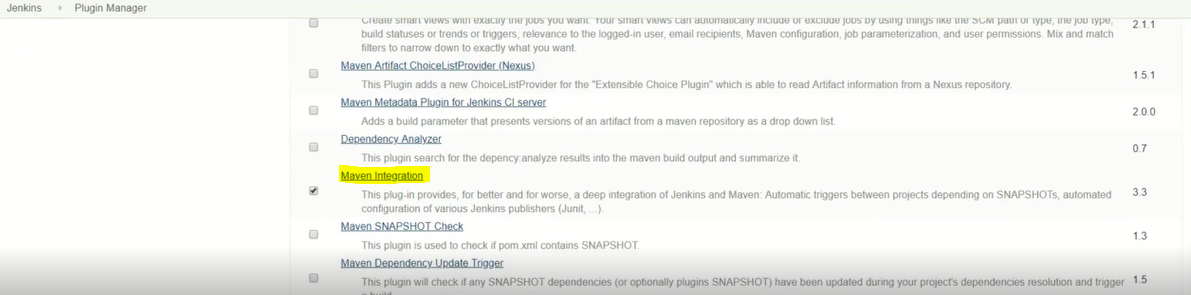 Jenkins
Plugin Manager
Create smart views with exactly the jobs you want. Your smart views can automatically include or exclude jobs by using things like the SCM path or type, the job type,
build statuses or trends or triggers, relevance to the logged-in user, email recipients, Maven configuration, job parameterization, and user permissions. Mix and match
filters to narrow down to exactly what you want.
2.1.1
Maven Artifact ChoiceListProvider (Nexus)
This Plugin adds a new ChoiceListProvider for the "Extensible Choice Plugin" which is able to read Artifact information from a Nexus repository.
1.5.1
Maven Metadata Plugin for Jenkins CI server
Adds a build parameter that presents versions of an artifact from a maven repository as a drop down list.
2.0.0
Dependency Analyzer
This plugin search for the depency:analyze results into the maven build output and summarize it.
0.7
Maven Integration
This plug-in provides, for better and for worse, a deep integration of Jenkins and Maven: Automatic triggers between projects depending on SNAPSHOTs, automated
configuration of various Jenkins publishers (Junit, ...).
3.3
Maven SNAPSHOT Check
This plugin is used to check if pom.xml contains SNAPSHOT.
1.3
Maven Dependency Update Trigger
This plugin will check if any SNAPSHOT dependencies (or optionally plugins SNAPSHOT) have been updated during your project's dependencies resolution and trigger
1.5